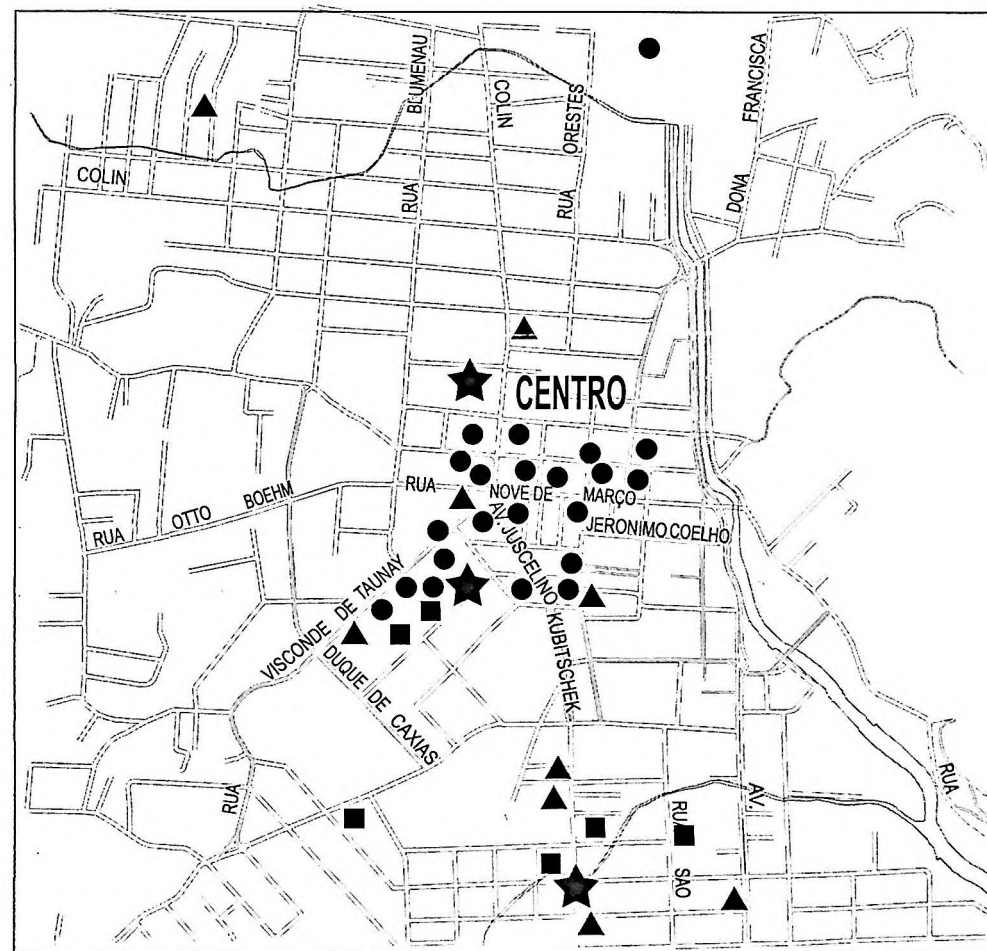 BLUMENAU
COLIN
ORESTES
FRANCISCA
COLIN
RUA
RUA
DONA
CENTRO
RUA
NOVE DE
MARÇO
BOEHM
OTTO
RUA
JERONIMO COELHO
AV. JUSCELINO KUBITSCHEK
VISCONDE DE TAUNAY
DUQUE DE CAXIAS
RUA
RUA
AV.
RUA
SAO